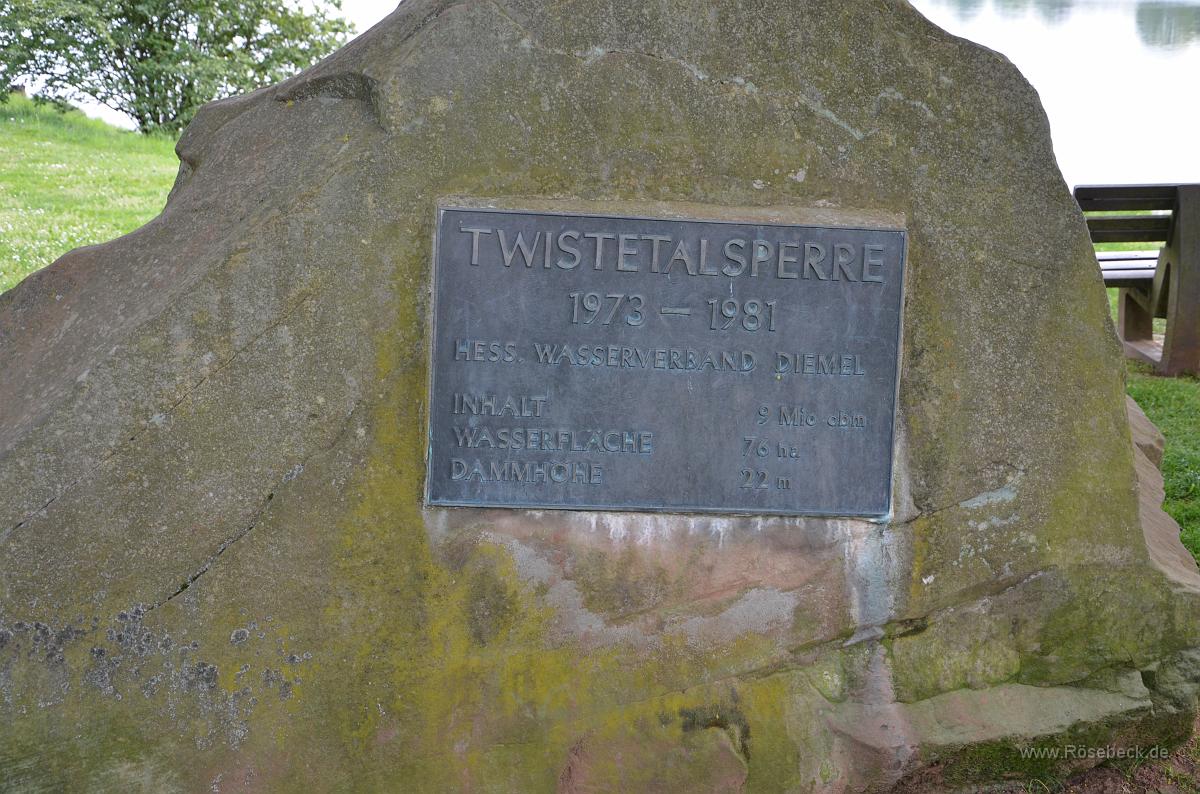 TWISTETALSPERRE
1973 – 1981
HESS. WASSERVERBAND DIEMEL
INHALT 9 Mio cbm
WASSERFLÄCHE 76 ha
DAMMHÖHE 22 m
www.Rösebeck.de